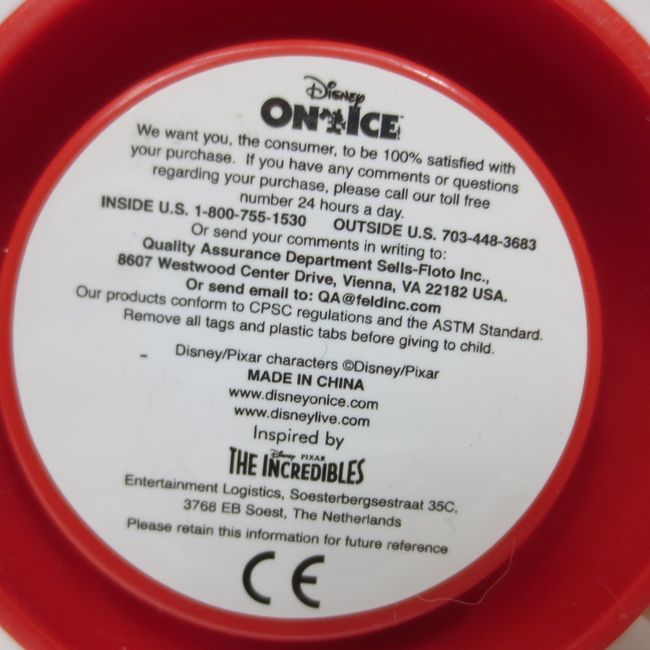 Disney
ON ICE
We want you, the consumer, to be 100% satisfied with
your purchase. If you have any comments or questions
regarding your purchase, please call our toll free
number 24 hours a day.
INSIDE U.S. 1-800-755-1530 OUTSIDE U.S. 703-448-3683
Or send your comments in writing to:
Quality Assurance Department Sells-Floto Inc.,
8607 Westwood Center Drive, Vienna, VA 22182 USA.
Or send email to: QA@feldinc.com
Our products conform to CPSC regulations and the ASTM Standard.
Remove all tags and plastic tabs before giving to child.
Disney/Pixar characters ©Disney/Pixar
MADE IN CHINA
www.disneyonice.com
www.disneylive.com
Inspired by
Disney PIXAR
THE INCREDIBLES
Entertainment Logistics, Soesterbergsestraat 35C,
3768 EB Soest, The Netherlands
Please retain this information for future reference
CE